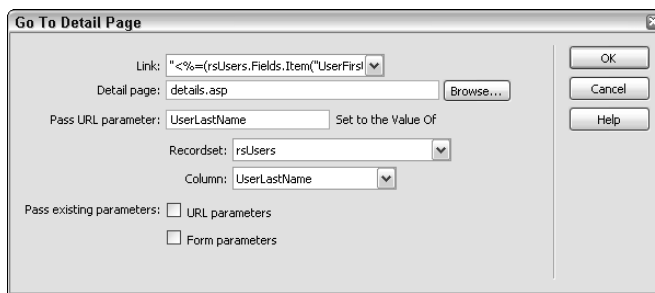 Go To Detail Page
Link: "<%=(rsUsers.Fields.Item("UserFirst
OK
Detail page: details.asp Browse...
Cancel
Pass URL parameter: UserLastName Set to the Value Of
Help
Recordset: rsUsers
Column: UserLastName
Pass existing parameters: URL parameters
Form parameters